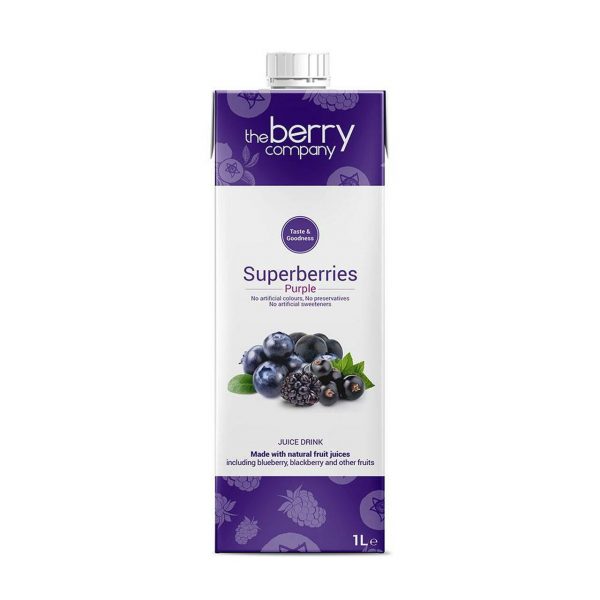 the berry
company
Taste &
Goodness
Superberries
Purple
No artificial colours, No preservatives
No artificial sweeteners
JUICE DRINK
Made with natural fruit juices
including blueberry, blackberry and other fruits
1L℮